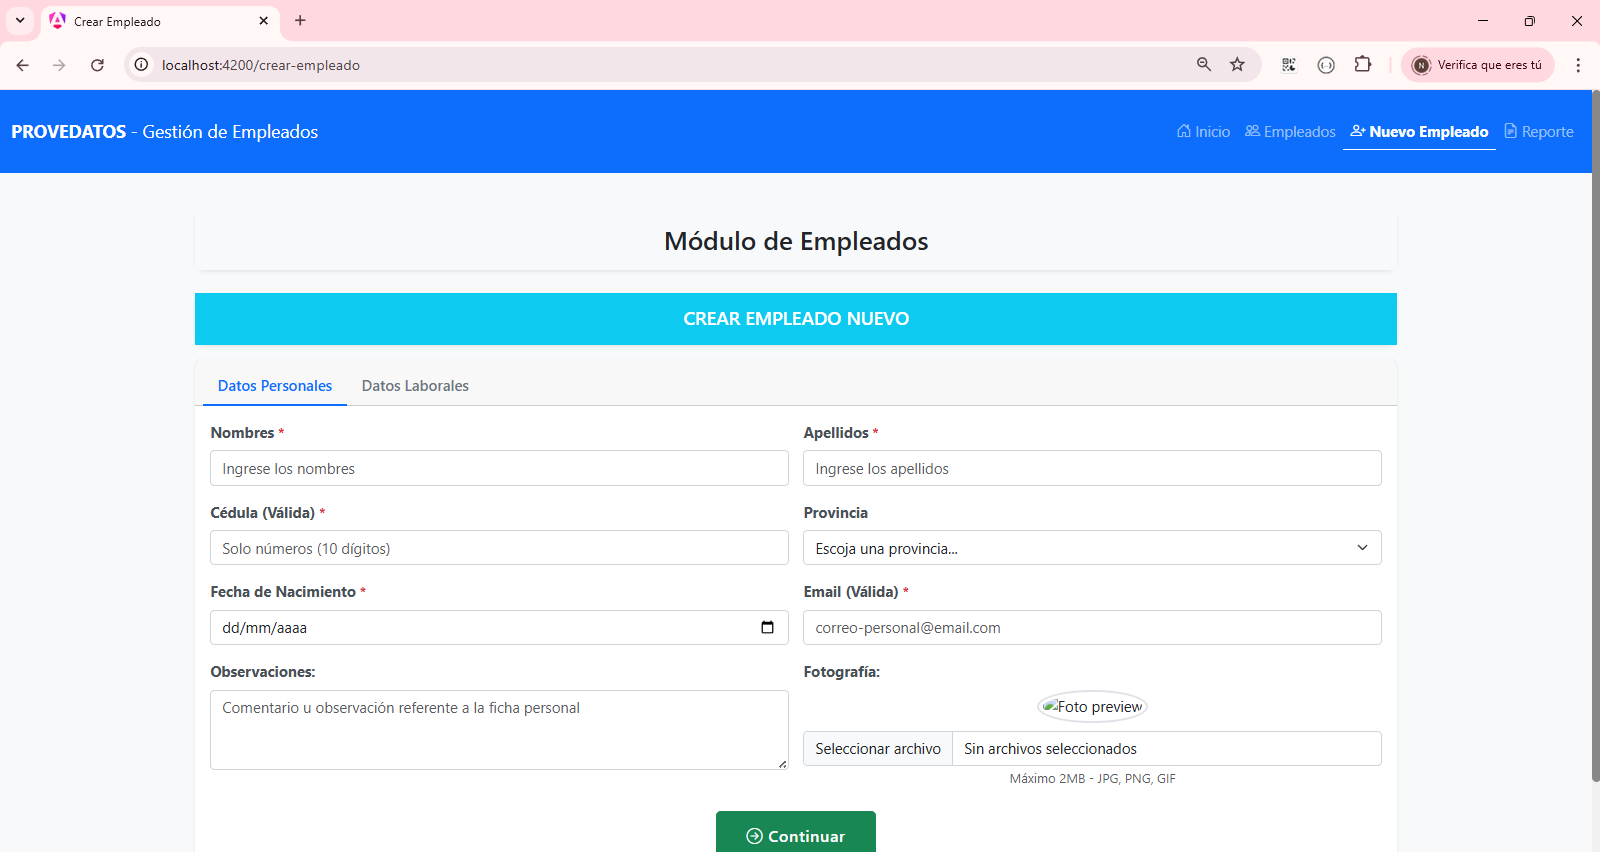 Crear Empleado
localhost:4200/crear-empleado
N Verifica que eres tú
PROVEDATOS - Gestión de Empleados
Inicio Empleados Nuevo Empleado Reporte
Módulo de Empleados
CREAR EMPLEADO NUEVO
Datos Personales Datos Laborales
Nombres * Apellidos *
Ingrese los nombres Ingrese los apellidos
Cédula (Válida) * Provincia
Solo números (10 dígitos) Escoja una provincia...
Fecha de Nacimiento * Email (Válida) *
dd/mm/aaaa correo-personal@email.com
Observaciones: Fotografía:
Comentario u observación referente a la ficha personal Foto preview
Seleccionar archivo Sin archivos seleccionados
Máximo 2MB - JPG, PNG, GIF
Continuar